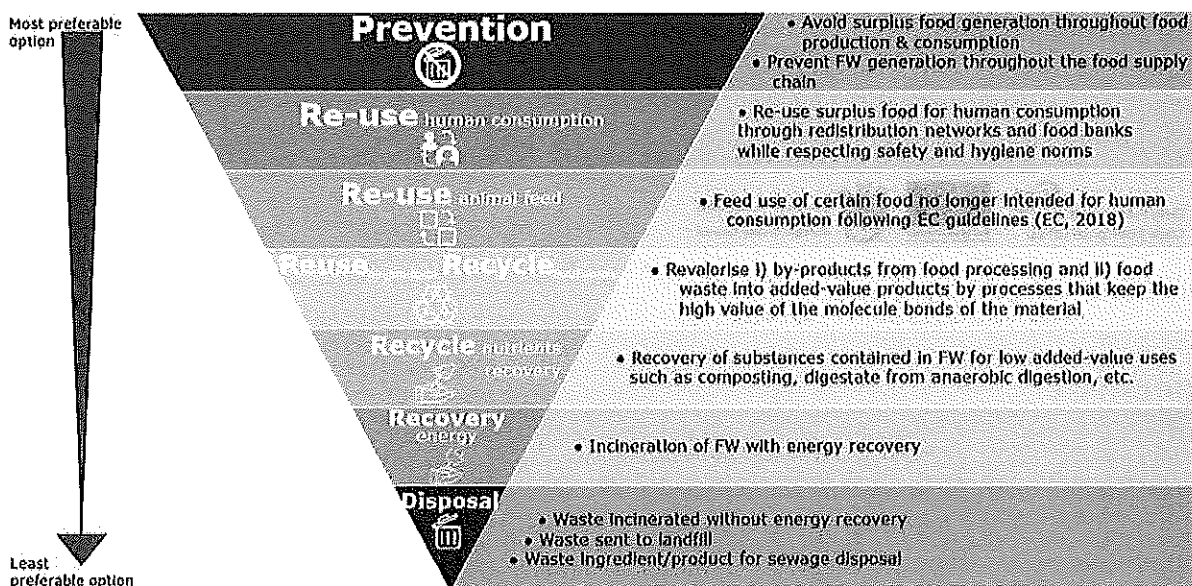 Most preferable
option
Prevention
• Avoid surplus food generation throughout food
production & consumption
• Prevent FW generation throughout the food supply
chain
Re-use human consumption
• Re-use surplus food for human consumption
through redistribution networks and food banks
while respecting safety and hygiene norms
Re-use animal feed
• Feed use of certain food no longer intended for human
consumption following EC guidelines (EC, 2018)
Reuse Recycle
• Revalorise i) by-products from food processing and ii) food
waste into added-value products by processes that keep the
high value of the molecule bonds of the material
Recycle nutrients
recovery
• Recovery of substances contained in FW for low added-value uses
such as composting, digestate from anaerobic digestion, etc.
Recovery
energy
• Incineration of FW with energy recovery
Disposal
• Waste incinerated without energy recovery
• Waste sent to landfill
• Waste ingredient/product for sewage disposal
Least
preferable option